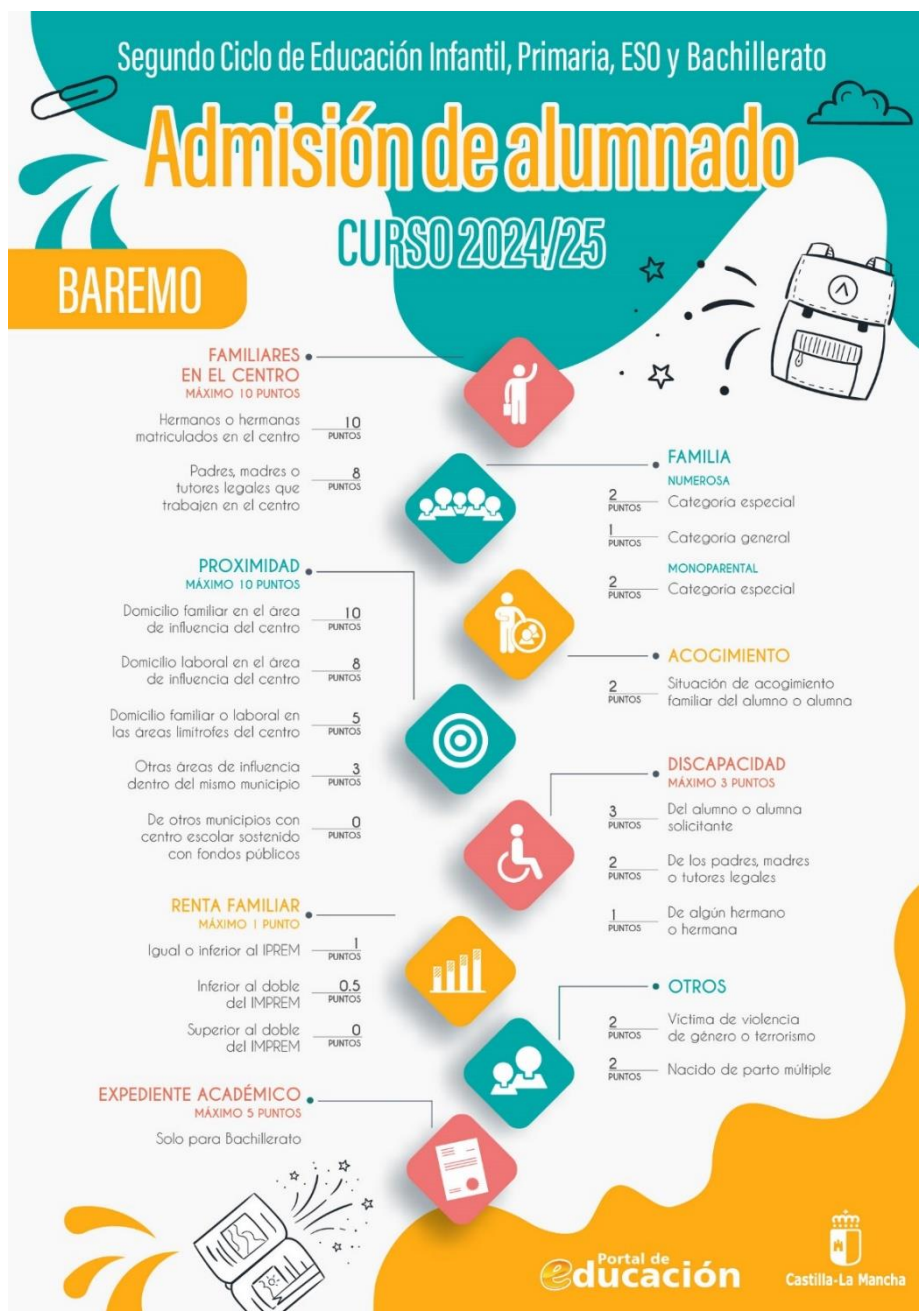 Segundo Ciclo de Educación Infantil, Primaria, ESO y Bachillerato
Admisión de alumnado
CURSO 2024/25
BAREMO
FAMILIARES
EN EL CENTRO
MÁXIMO 10 PUNTOS
Hermanos o hermanas
matriculados en el centro
10
PUNTOS
Padres, madres o
tutores legales que
trabajen en el centro
8
PUNTOS
PROXIMIDAD
MÁXIMO 10 PUNTOS
Domicilio familiar en el área
de influencia del centro
10
PUNTOS
Domicilio laboral en el área
de influencia del centro
8
PUNTOS
Domicilio familiar o laboral en
las áreas limítrofes del centro
5
PUNTOS
Otras áreas de influencia
dentro del mismo municipio
3
PUNTOS
De otros municipios con
centro escolar sostenido
con fondos públicos
0
PUNTOS
RENTA FAMILIAR
MÁXIMO 1 PUNTO
Igual o inferior al IPREM
1
PUNTOS
Inferior al doble
del IMPREM
0.5
PUNTOS
Superior al doble
del IMPREM
0
PUNTOS
EXPEDIENTE ACADÉMICO
MÁXIMO 5 PUNTOS
Solo para Bachillerato
FAMILIA
NUMEROSA
2
PUNTOS
Categoría especial
1
PUNTOS
Categoría general
MONOPARENTAL
2
PUNTOS
Categoría especial
ACOGIMIENTO
2
PUNTOS
Situación de acogimiento
familiar del alumno o alumna
DISCAPACIDAD
MÁXIMO 3 PUNTOS
3
PUNTOS
Del alumno o alumna
solicitante
2
PUNTOS
De los padres, madres
o tutores legales
1
PUNTOS
De algún hermano
o hermana
OTROS
2
PUNTOS
Víctima de violencia
de género o terrorismo
2
PUNTOS
Nacido de parto múltiple
Portal de
educación
Castilla-La Mancha